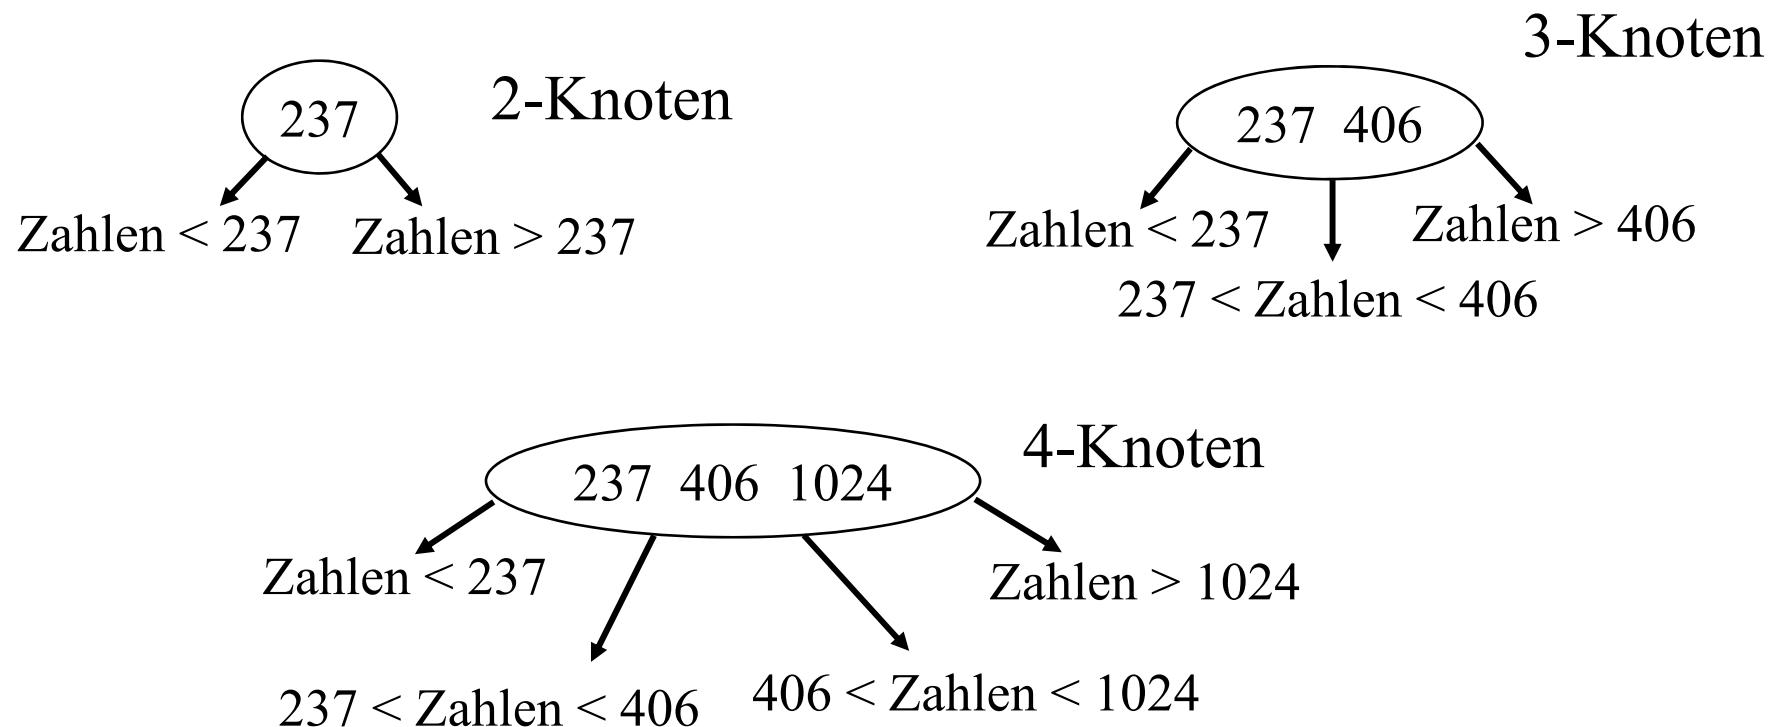 2-Knoten
237
Zahlen < 237
Zahlen > 237
3-Knoten
237 406
Zahlen < 237
Zahlen > 406
237 < Zahlen < 406
4-Knoten
237 406 1024
Zahlen < 237
Zahlen > 1024
237 < Zahlen < 406
406 < Zahlen < 1024